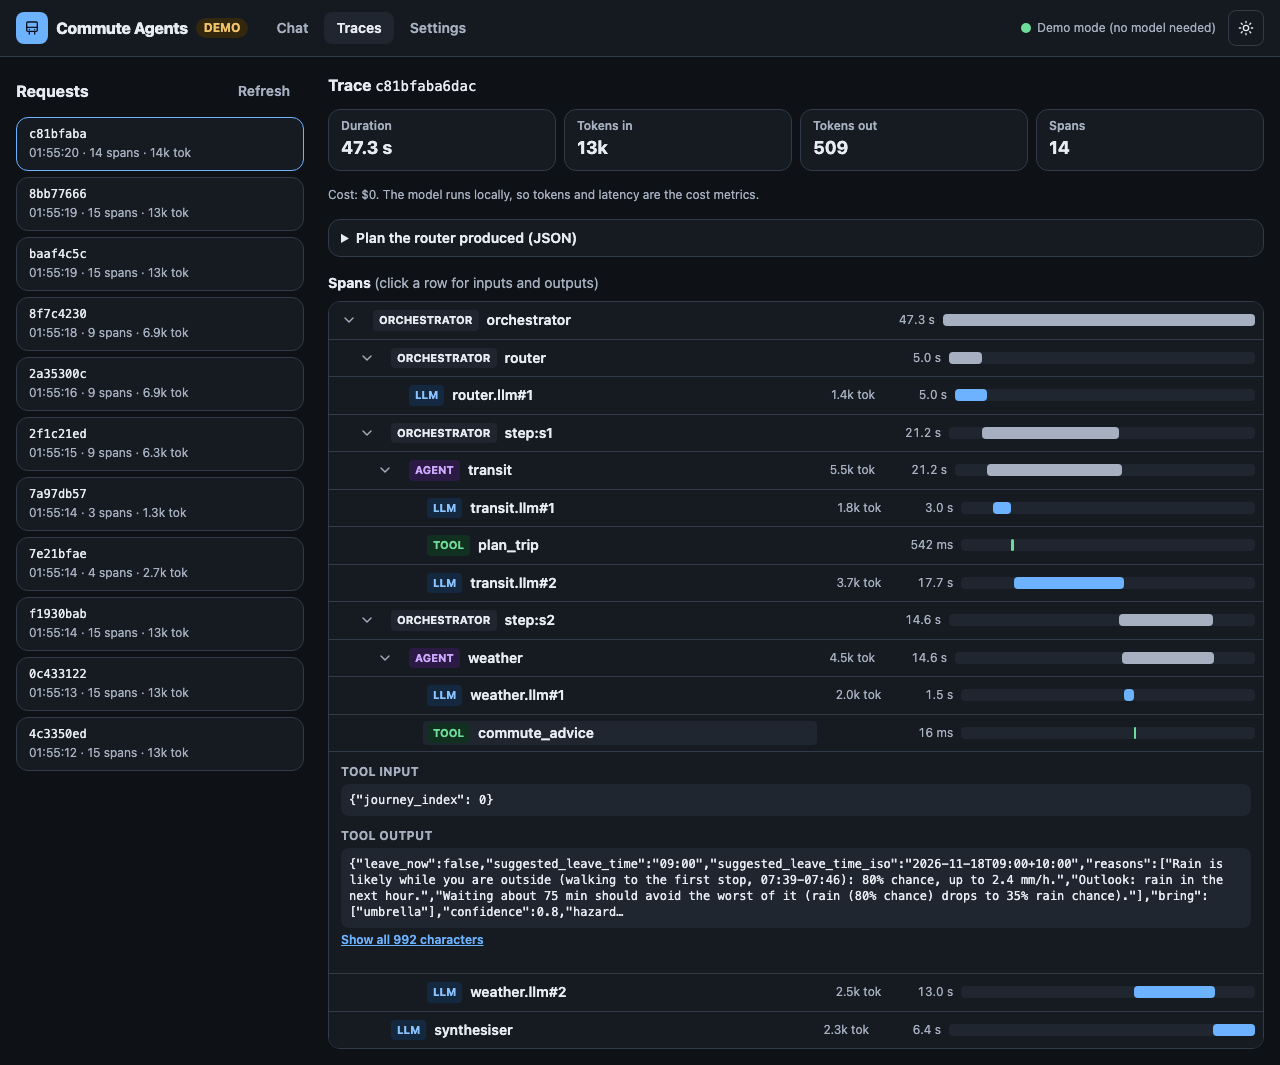 Commute Agents DEMO Chat Traces Settings Demo mode (no model needed)
Requests Refresh
c81bfaba
01:55:20 · 14 spans · 14k tok
8bb77666
01:55:19 · 15 spans · 13k tok
baaf4c5c
01:55:19 · 15 spans · 13k tok
8f7c4230
01:55:18 · 9 spans · 6.9k tok
2a35300c
01:55:16 · 9 spans · 6.9k tok
2f1c21ed
01:55:15 · 9 spans · 6.3k tok
7a97db57
01:55:14 · 3 spans · 1.3k tok
7e21bfae
01:55:14 · 4 spans · 2.7k tok
f1930bab
01:55:14 · 15 spans · 13k tok
0c433122
01:55:13 · 15 spans · 13k tok
4c3350ed
01:55:12 · 15 spans · 13k tok
Trace c81bfaba6dac
Duration
47.3 s
Tokens in
13k
Tokens out
509
Spans
14
Cost: $0. The model runs locally, so tokens and latency are the cost metrics.
Plan the router produced (JSON)
Spans (click a row for inputs and outputs)
ORCHESTRATOR orchestrator 47.3 s
ORCHESTRATOR router 5.0 s
LLM router.llm#1 1.4k tok 5.0 s
ORCHESTRATOR step:s1 21.2 s
AGENT transit 5.5k tok 21.2 s
LLM transit.llm#1 1.8k tok 3.0 s
TOOL plan_trip 542 ms
LLM transit.llm#2 3.7k tok 17.7 s
ORCHESTRATOR step:s2 14.6 s
AGENT weather 4.5k tok 14.6 s
LLM weather.llm#1 2.0k tok 1.5 s
TOOL commute_advice 16 ms
TOOL INPUT
{"journey_index": 0}
TOOL OUTPUT
{"leave_now":false,"suggested_leave_time":"09:00","suggested_leave_time_iso":"2026-11-18T09:00+10:00","reasons":["Rain is
likely while you are outside (walking to the first stop, 07:39–07:46): 80% chance, up to 2.4 mm/h.","Outlook: rain in the
next hour.","Waiting about 75 min should avoid the worst of it (rain (80% chance) drops to 35% rain chance)."],"bring":
["umbrella"],"confidence":0.8,"hazard…
Show all 992 characters
LLM weather.llm#2 2.5k tok 13.0 s
LLM synthesiser 2.3k tok 6.4 s